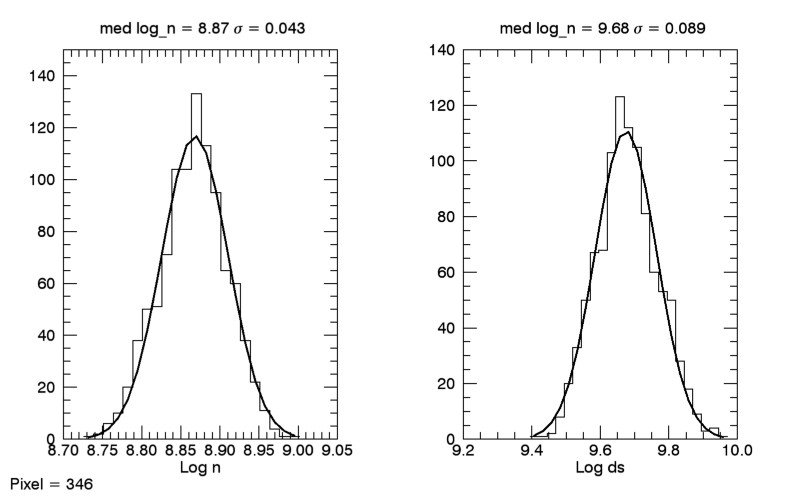 med log_n = 8.87 σ = 0.043
med log_n = 9.68 σ = 0.089
140
120
100
80
60
40
20
0
8.70 8.75 8.80 8.85 8.90 8.95 9.00 9.05
Log n
140
120
100
80
60
40
20
0
9.2 9.4 9.6 9.8 10.0
Log ds
Pixel = 346